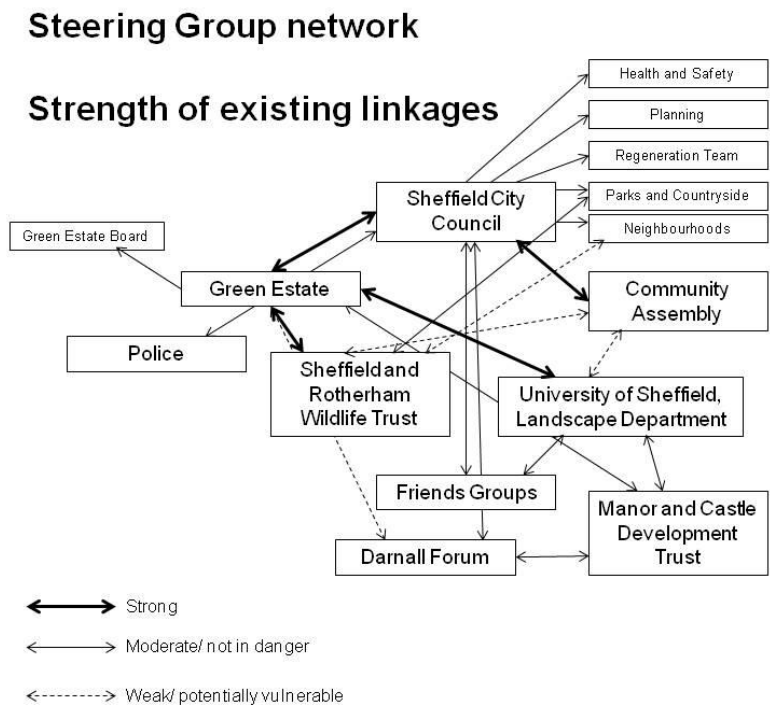 Steering Group network
Strength of existing linkages
Health and Safety
Planning
Regeneration Team
Parks and Countryside
Neighbourhoods
Sheffield City
Council
Green Estate Board
Green Estate
Community
Assembly
Police
Sheffield and
Rotherham
Wildlife Trust
University of Sheffield,
Landscape Department
Friends Groups
Manor and Castle
Development
Trust
Darnall Forum
Strong
Moderate/ not in danger
Weak/ potentially vulnerable